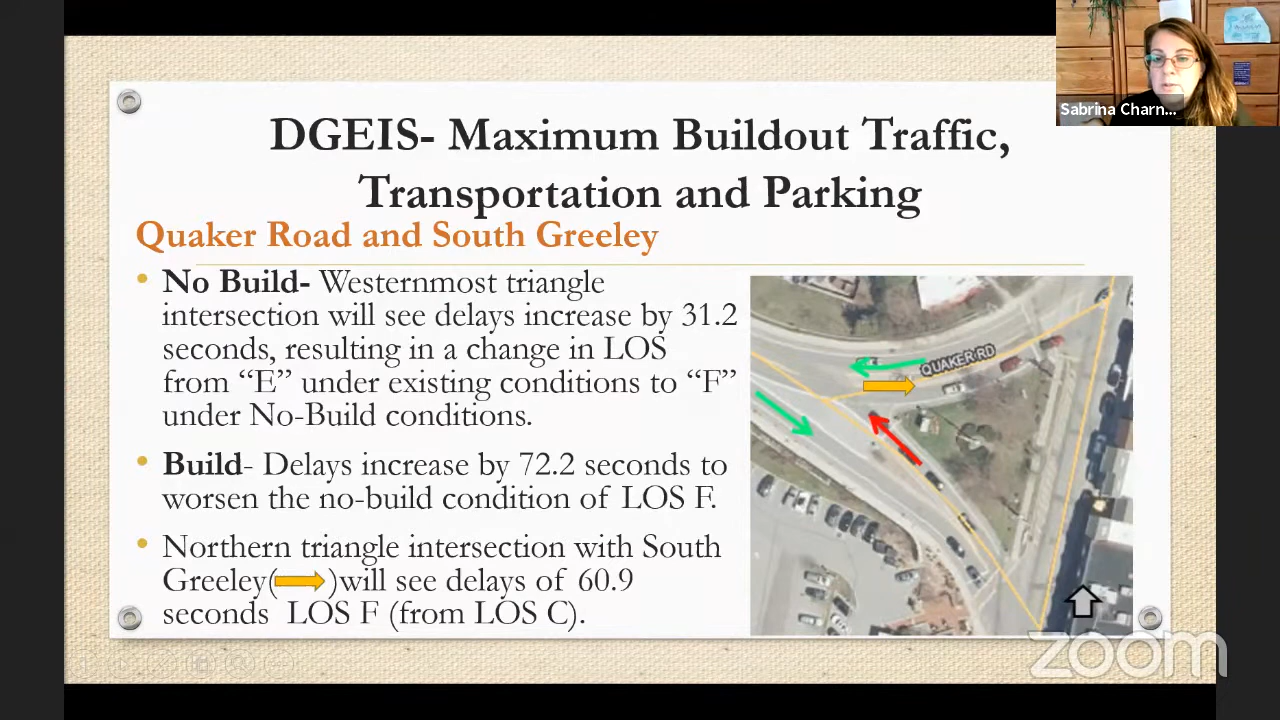 Sabrina Charn...
DGEIS- Maximum Buildout Traffic,
Transportation and Parking
Quaker Road and South Greeley
• No Build- Westernmost triangle
intersection will see delays increase by 31.2
seconds, resulting in a change in LOS
from “E” under existing conditions to “F”
under No-Build conditions.
• Build- Delays increase by 72.2 seconds to
worsen the no-build condition of LOS F.
• Northern triangle intersection with South
Greeley( )will see delays of 60.9
seconds LOS F (from LOS C).
QUAKER RD
zoom